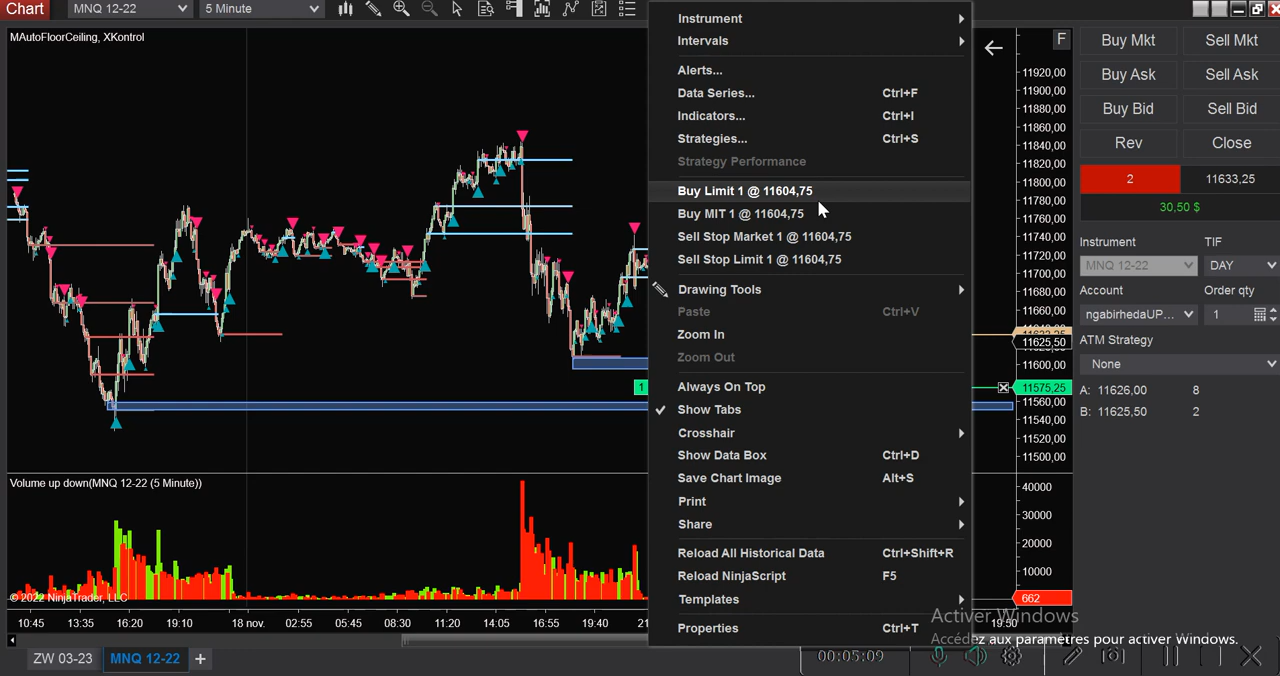 Chart MNQ 12-22 5 Minute
MAutoFloorCeiling, XKontrol
Instrument
Intervals
Alerts...
Data Series... Ctrl+F
Indicators... Ctrl+I
Strategies... Ctrl+S
Strategy Performance
Buy Limit 1 @ 11604,75
Buy MIT 1 @ 11604,75
Sell Stop Market 1 @ 11604,75
Sell Stop Limit 1 @ 11604,75
Drawing Tools
Paste Ctrl+V
Zoom In
Zoom Out
Always On Top
Show Tabs
Crosshair
Show Data Box Ctrl+D
Save Chart Image Alt+S
Print
Share
Reload All Historical Data Ctrl+Shift+R
Reload NinjaScript F5
Templates
Properties Ctrl+T
1
F
11920,00
11900,00
11880,00
11860,00
11840,00
11820,00
11800,00
11780,00
11760,00
11740,00
11720,00
11700,00
11680,00
11660,00
11625,50
11600,00
11575,25
11560,00
11540,00
11520,00
11500,00
Buy Mkt Sell Mkt
Buy Ask Sell Ask
Buy Bid Sell Bid
Rev Close
2 11633,25
30,50 $
Instrument TIF
MNQ 12-22 DAY
Account Order qty
ngabirhedaUP... 1
ATM Strategy
None
A: 11626,00 8
B: 11625,50 2
Volume up down(MNQ 12-22 (5 Minute))
40000
30000
20000
10000
662
© 2022 NinjaTrader, LLC
10:45 13:35 16:20 19:10 18 nov. 02:55 05:45 08:30 11:20 14:05 16:55 19:50
Activer Windows
Accédez aux paramètres pour activer Windows.
ZW 03-23 MNQ 12-22 +
00:05:09